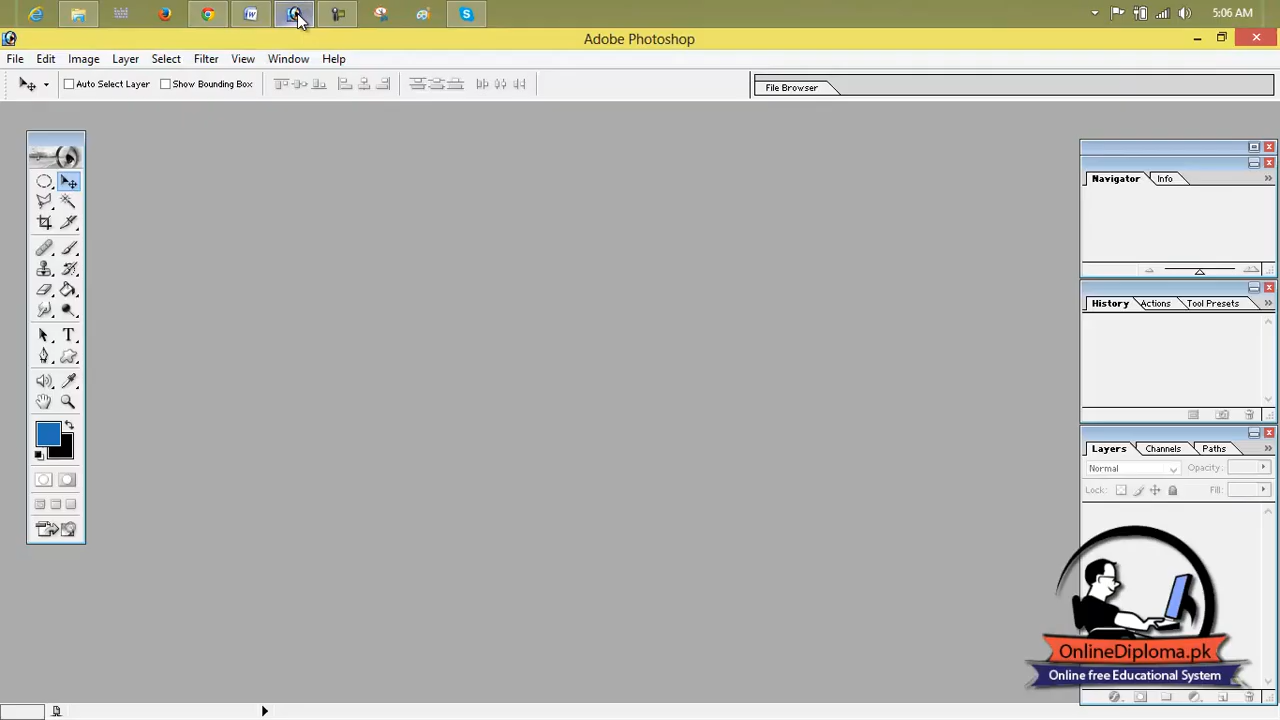 5:06 AM
Adobe Photoshop
File Edit Image Layer Select Filter View Window Help
Auto Select Layer Show Bounding Box
File Browser
Navigator Info
History Actions Tool Presets
Layers Channels Paths
Normal Opacity:
Lock: Fill:
OnlineDiploma.pk
Online free Educational System